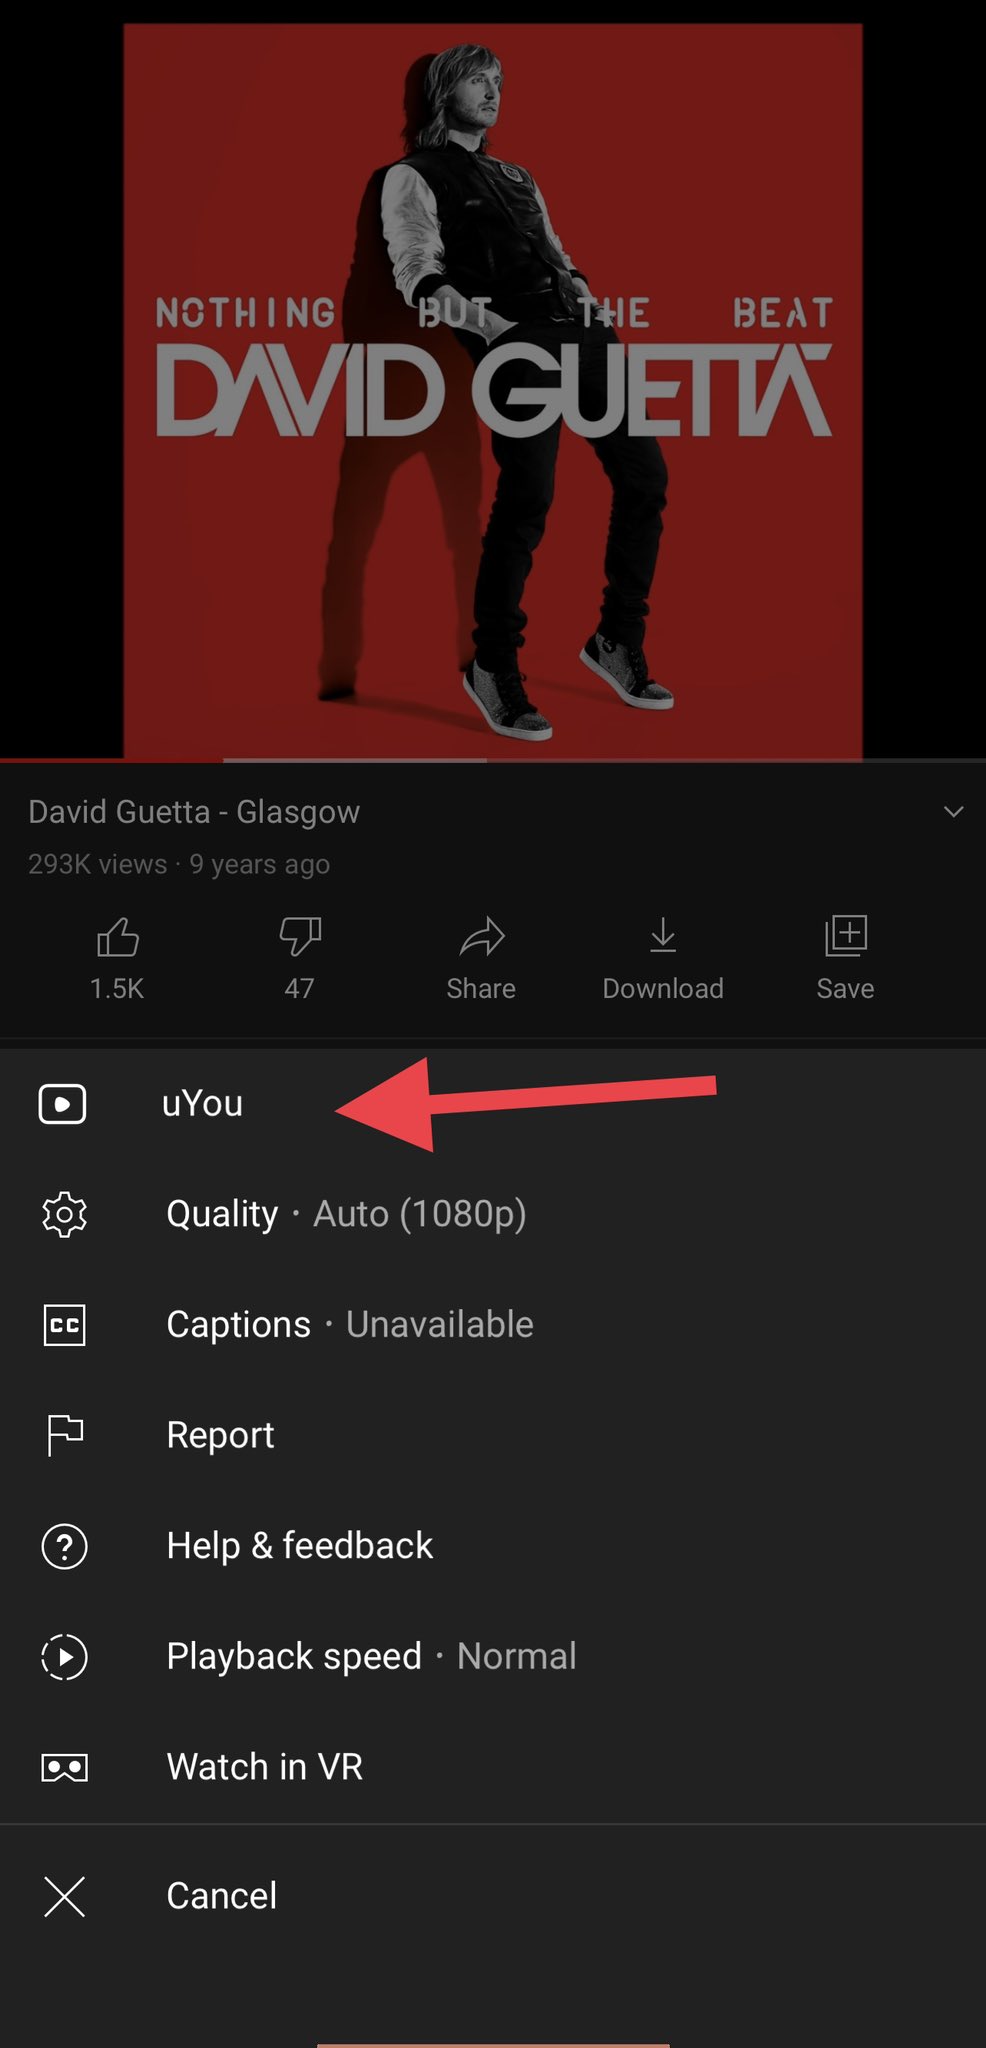 NOTHING BUT THE BEAT
DAVID GUETTA
David Guetta - Glasgow
293K views · 9 years ago
1.5K 47 Share Download Save
uYou
Quality · Auto (1080p)
CC Captions · Unavailable
Report
? Help & feedback
Playback speed · Normal
Watch in VR
Cancel